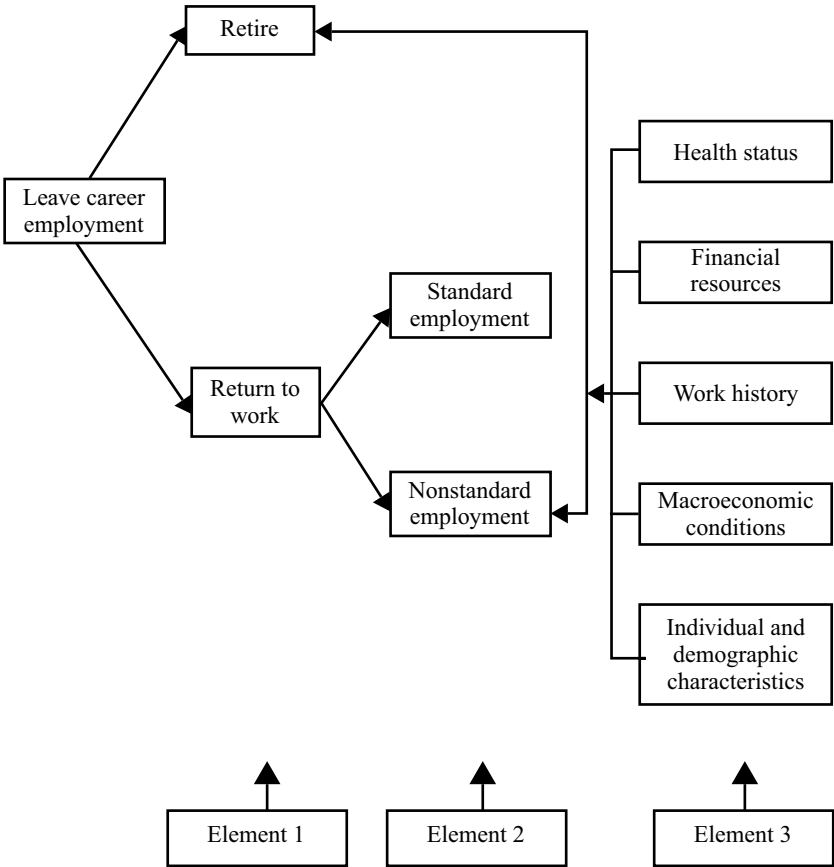 Retire
Leave career
employment
Return to
work
Standard
employment
Nonstandard
employment
Health status
Financial
resources
Work history
Macroeconomic
conditions
Individual and
demographic
characteristics
Element 1
Element 2
Element 3